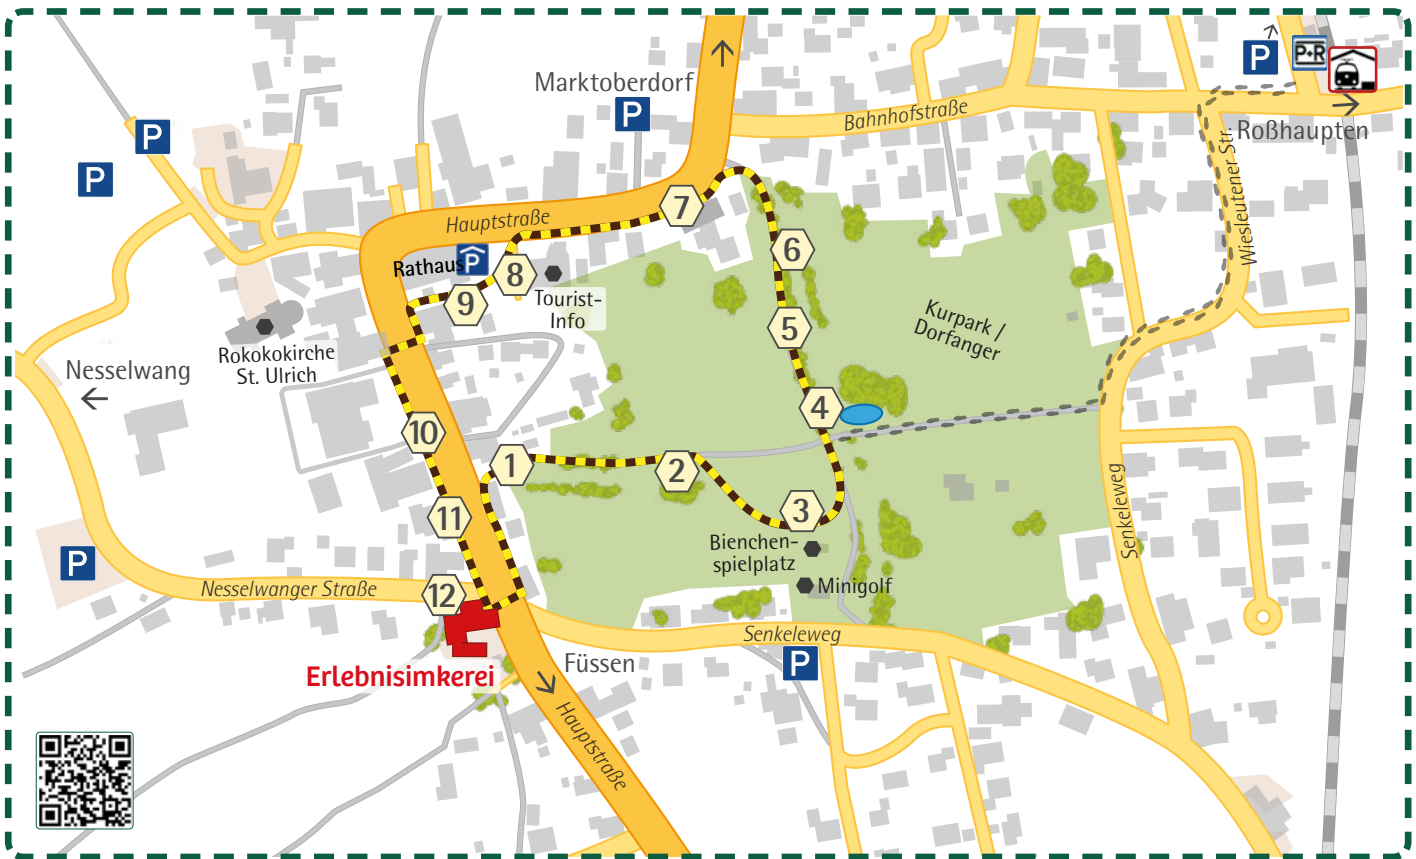 P
P+R
Marktoberdorf
P
Bahnhofstraße
Roßhaupten
P
P
Wiesleutener Str.
7
Hauptstraße
6
Rathaus
P
8
9
Tourist-
Info
5
Kurpark /
Dorfanger
Rokokokirche
St. Ulrich
Nesselwang
4
10
1
2
3
11
Senkeleweg
Bienchen-
spielplatz
P
Minigolf
Nesselwanger Straße
12
Senkeleweg
P
Füssen
Erlebnisimkerei
Hauptstraße